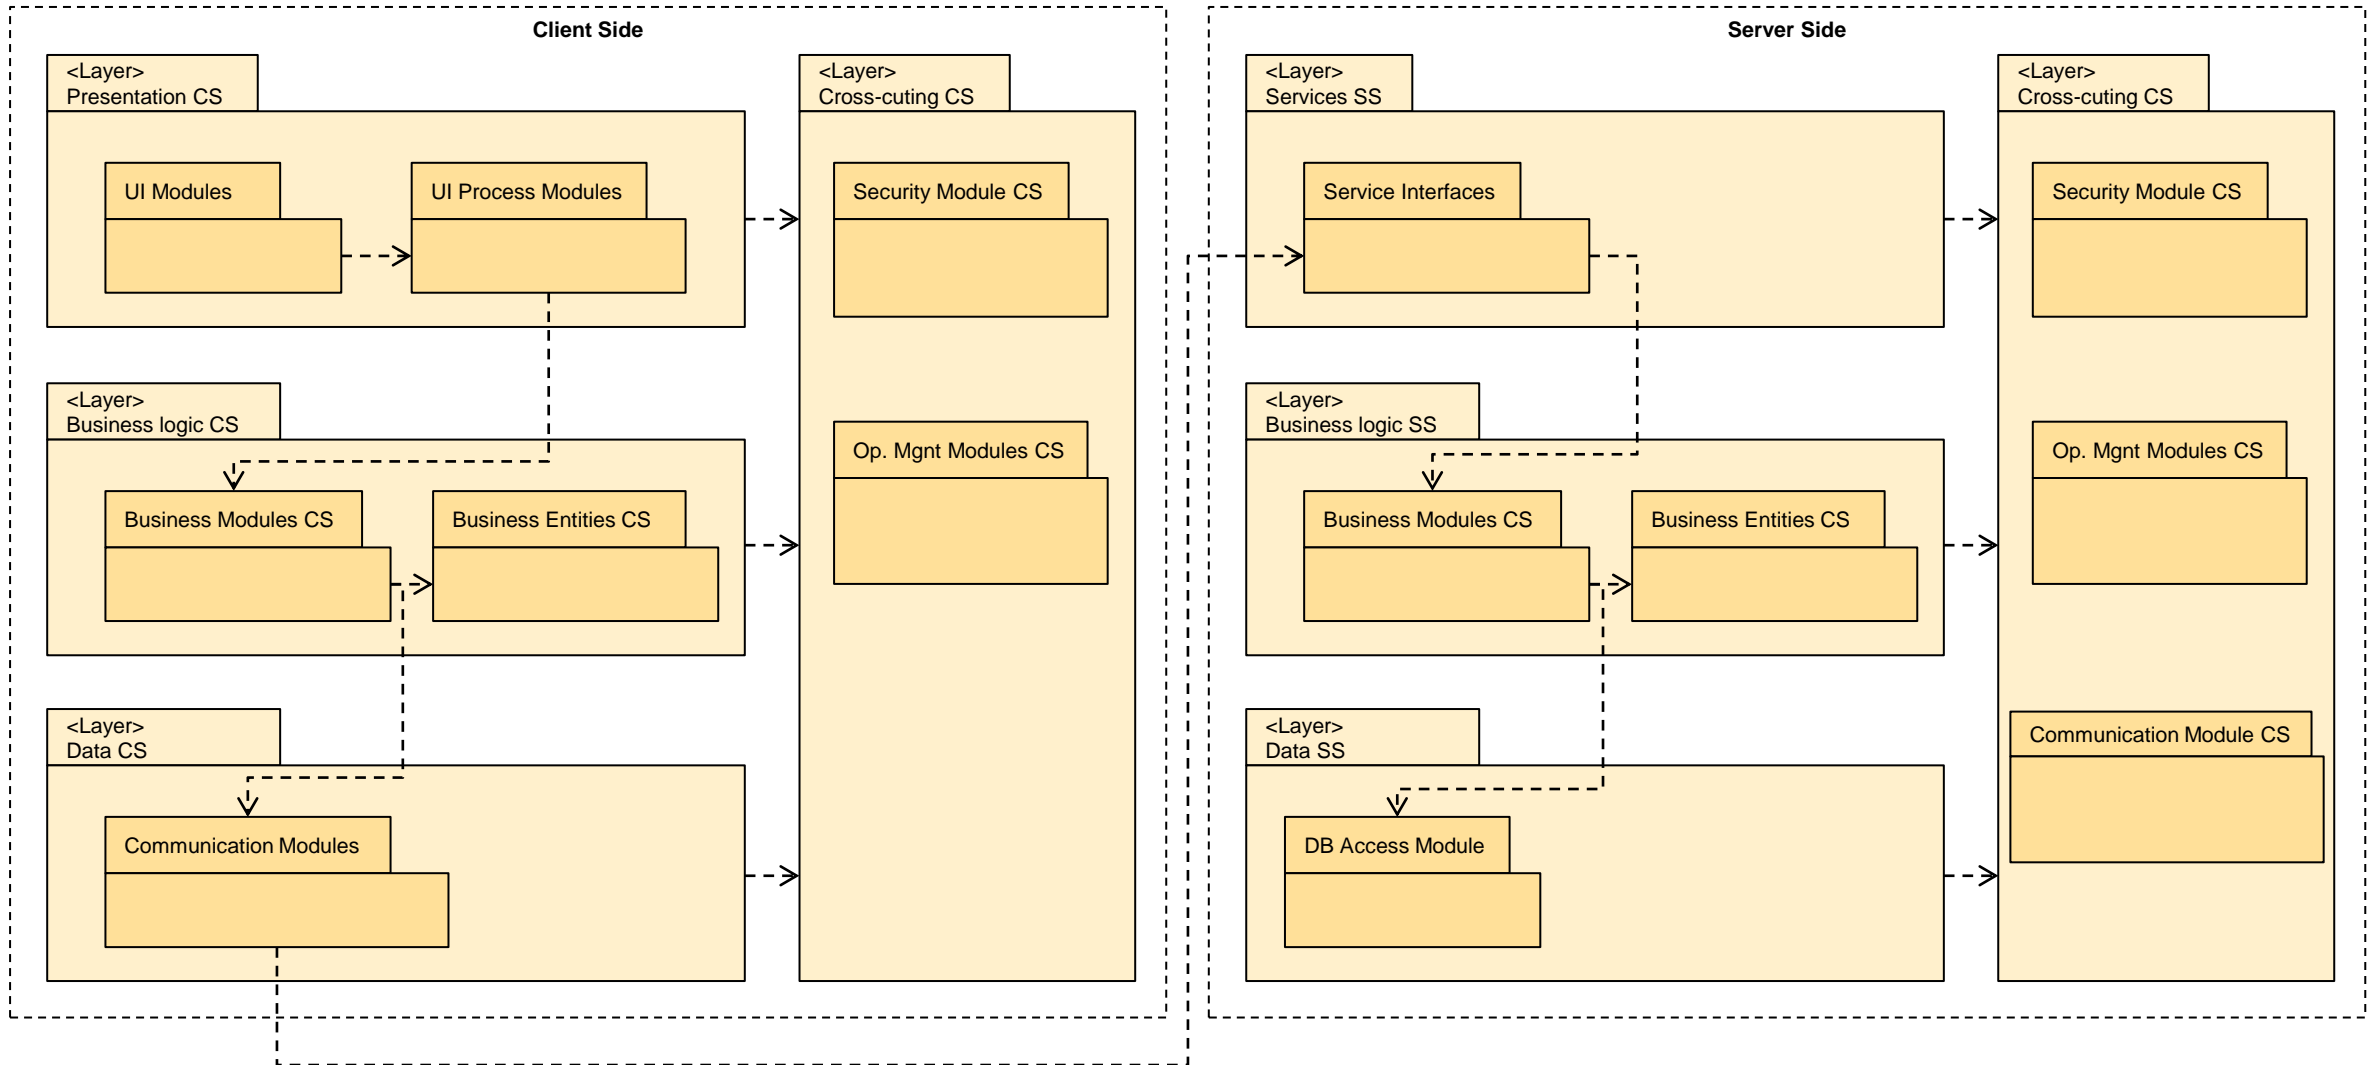 Client Side
<Layer>
Presentation CS
UI Modules
UI Process Modules
<Layer>
Cross-cuting CS
Security Module CS
Op. Mgnt Modules CS
<Layer>
Business logic CS
Business Modules CS
Business Entities CS
<Layer>
Data CS
Communication Modules
Server Side
<Layer>
Services SS
Service Interfaces
<Layer>
Cross-cuting CS
Security Module CS
Op. Mgnt Modules CS
Communication Module CS
<Layer>
Business logic SS
Business Modules CS
Business Entities CS
<Layer>
Data SS
DB Access Module